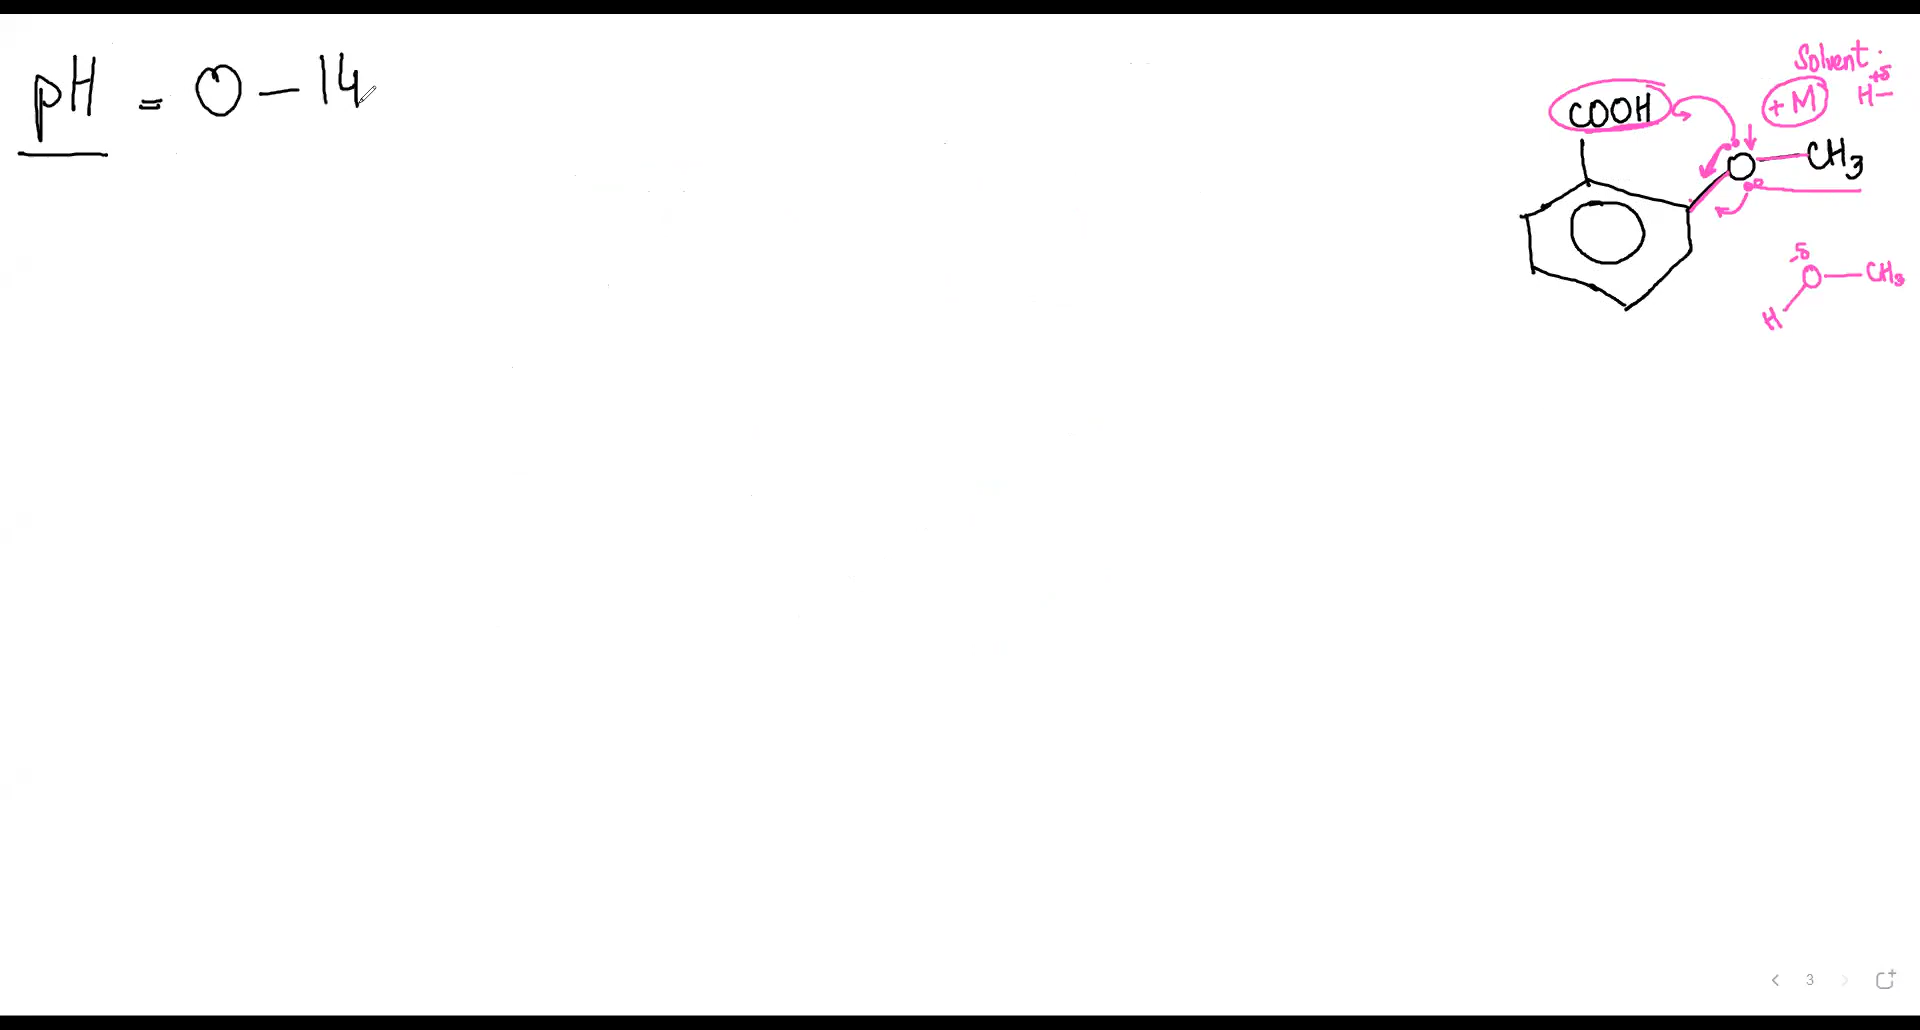 pH = 0 - 14
Solvent
+δ
+M
H-
COOH
O-CH3
-δ
O-CH3
H
3